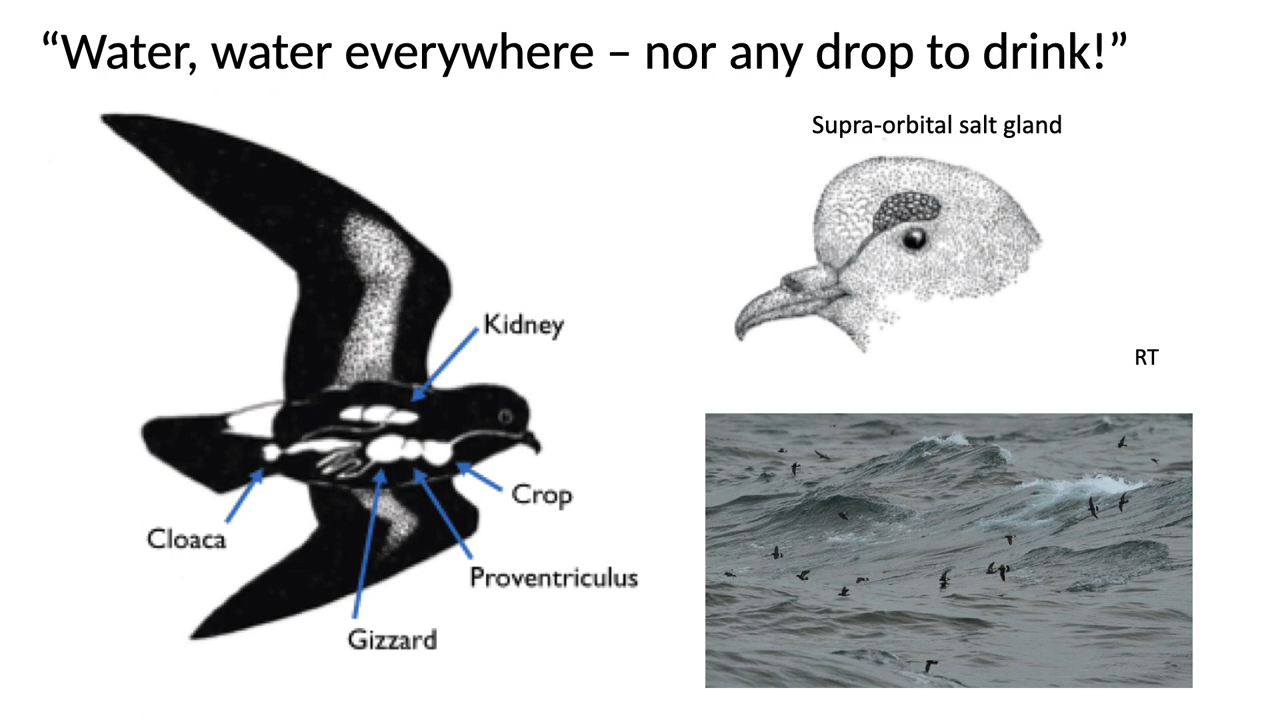 “Water, water everywhere – nor any drop to drink!”
Supra-orbital salt gland
Kidney
RT
Crop
Cloaca
Proventriculus
Gizzard